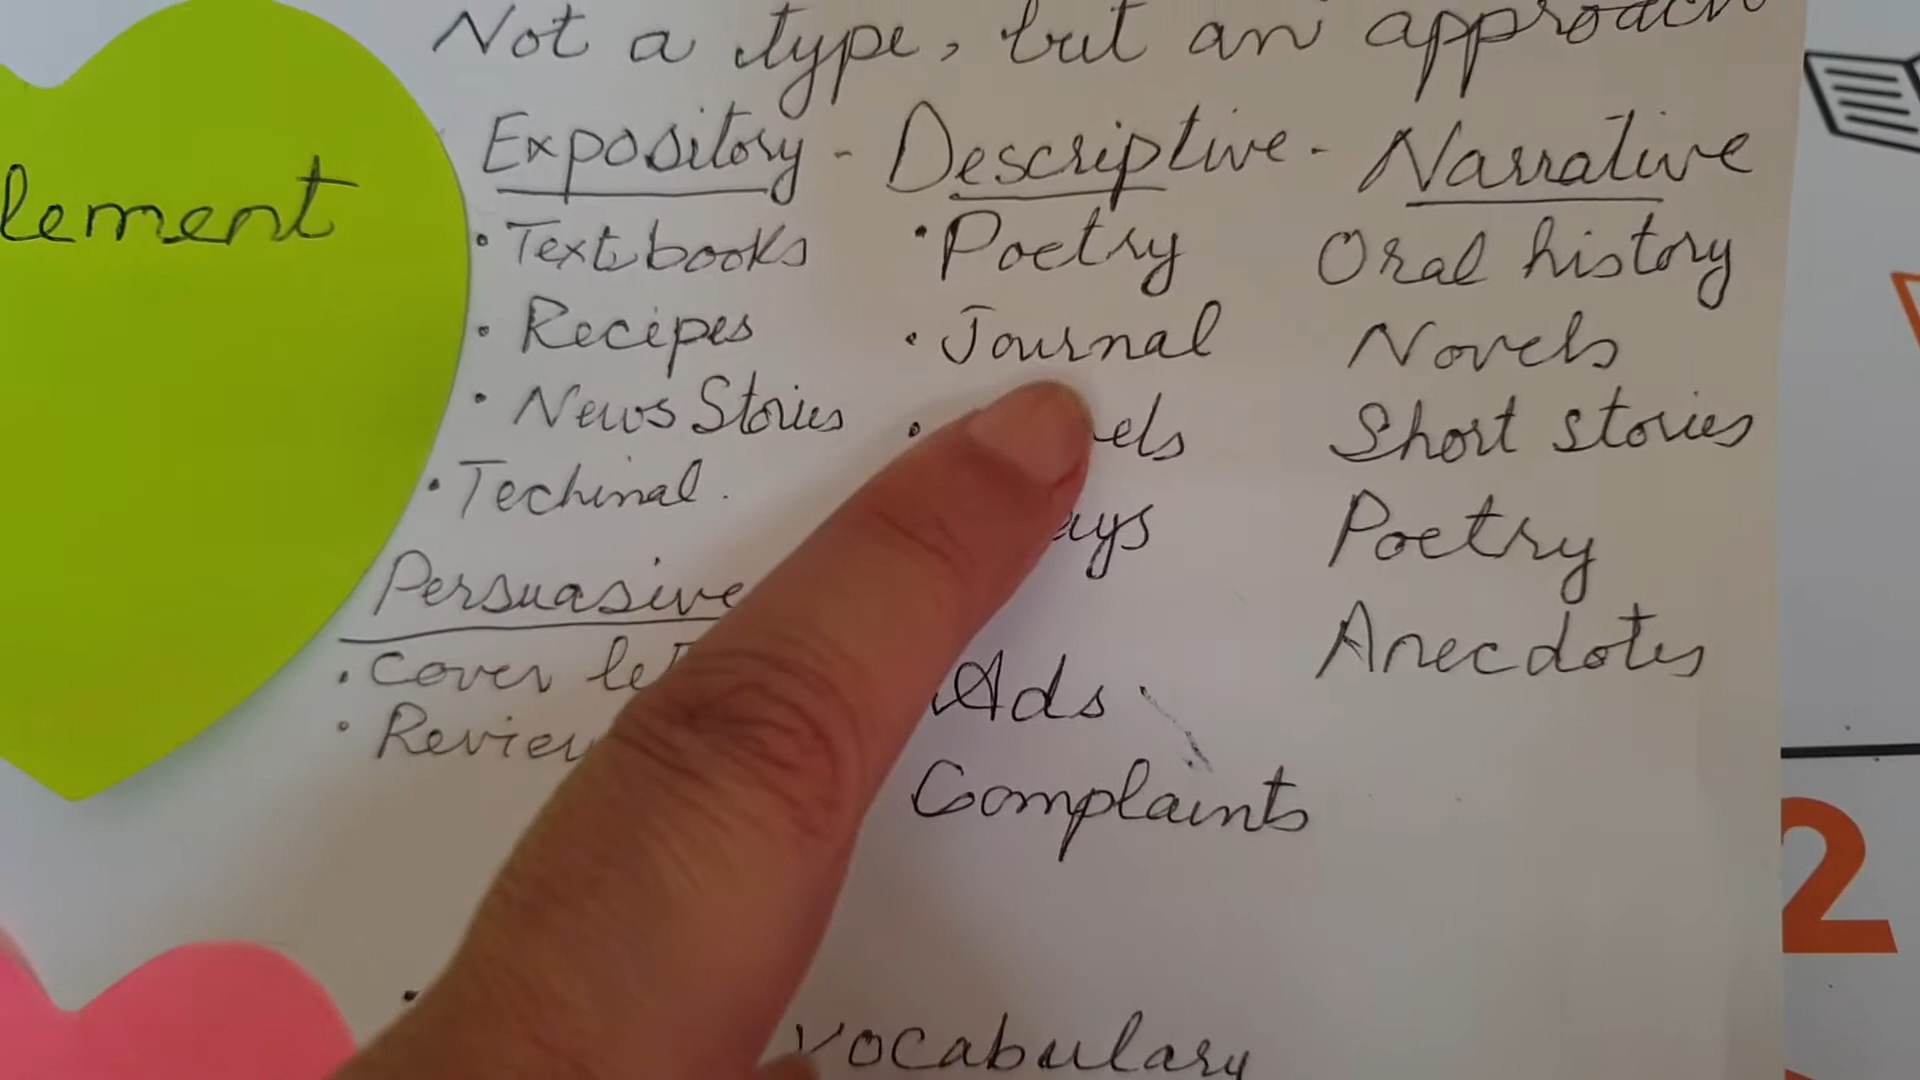 Not a type, but an approach
lement
Expository - Descriptive - Narrative
• Textbooks
• Recipes
• News Stories
• Techinal.
• Poetry
• Journal
Oral history
Novels
Short stories
Poetry
Anecdotes
Persuasive
• Cover
Ads
Complaints
vocabulary
2